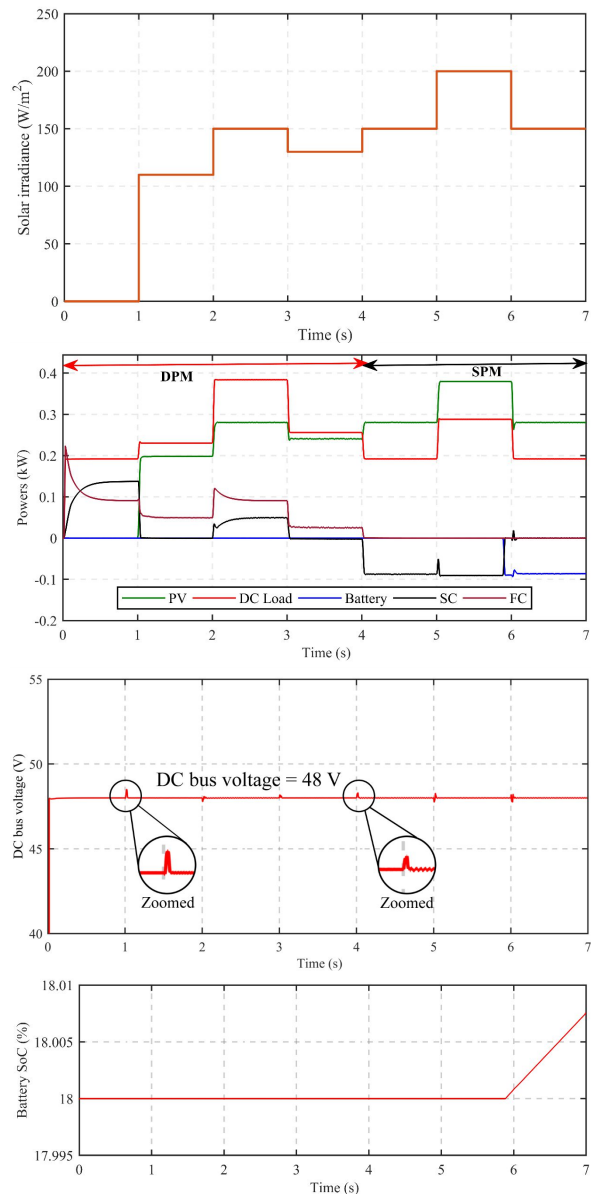 250
200
150
100
50
0
Solar irradiance (W/m²)
0 1 2 3 4 5 6 7
Time (s)
DPM SPM
0.4
0.3
0.2
0.1
0
-0.1
-0.2
Powers (kW)
PV DC Load Battery SC FC
0 1 2 3 4 5 6 7
Time (s)
55
50
45
40
DC bus voltage (V)
DC bus voltage = 48 V
Zoomed Zoomed
0 1 2 3 4 5 6 7
Time (s)
18.01
18.005
18
17.995
Battery SoC (%)
0 1 2 3 4 5 6 7
Time (s)